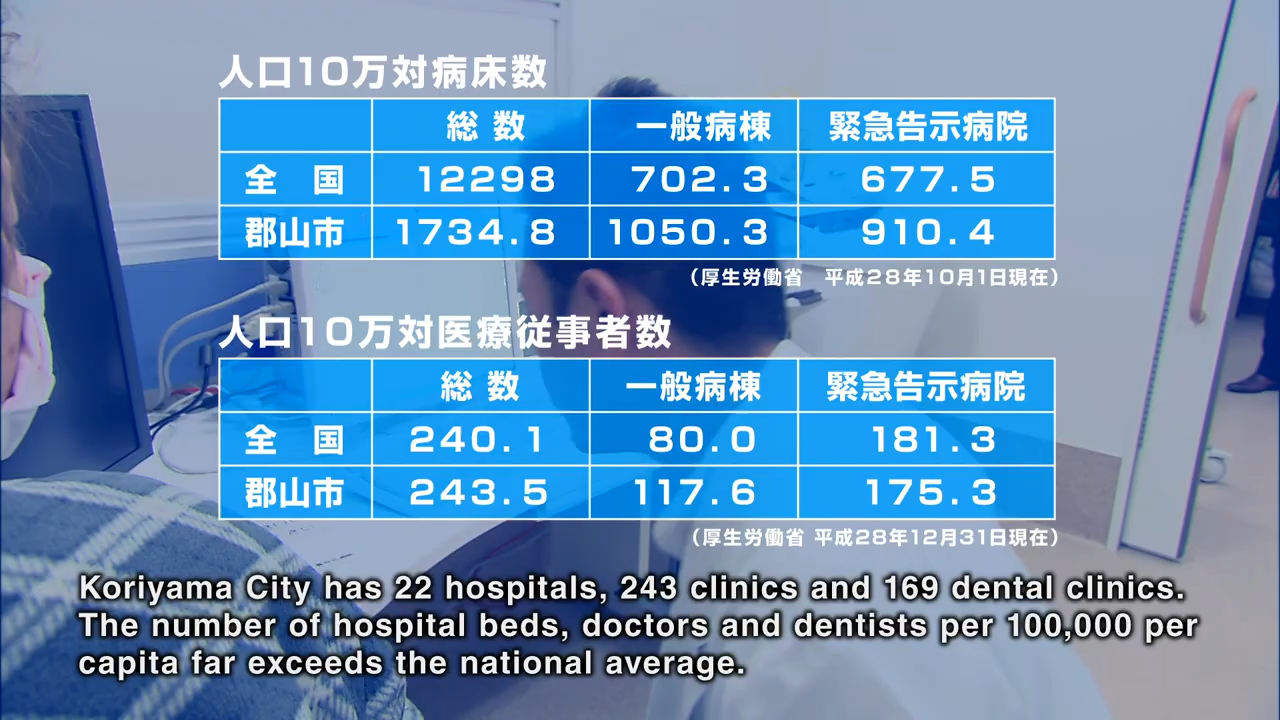 人口10万対病床数
総数 一般病棟 緊急告示病院
全国 12298 702.3 677.5
郡山市 1734.8 1050.3 910.4
(厚生労働省 平成28年10月1日現在)
人口10万対医療従事者数
総数 一般病棟 緊急告示病院
全国 240.1 80.0 181.3
郡山市 243.5 117.6 175.3
(厚生労働省 平成28年12月31日現在)
Koriyama City has 22 hospitals, 243 clinics and 169 dental clinics.
The number of hospital beds, doctors and dentists per 100,000 per
capita far exceeds the national average.